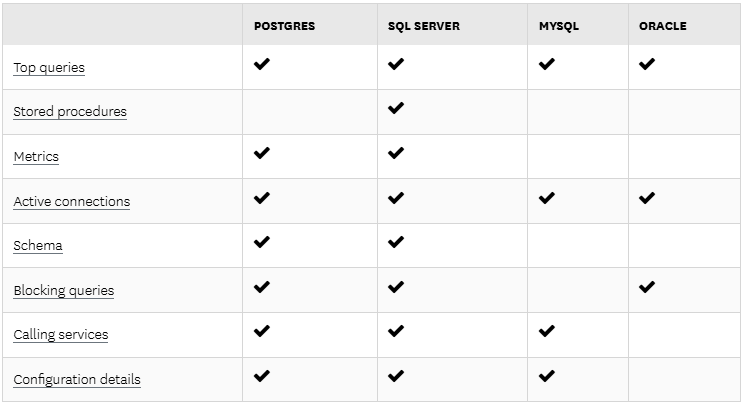 POSTGRES SQL SERVER MYSQL ORACLE
Top queries ✔ ✔ ✔ ✔
Stored procedures ✔
Metrics ✔ ✔
Active connections ✔ ✔ ✔ ✔
Schema ✔ ✔
Blocking queries ✔ ✔ ✔
Calling services ✔ ✔ ✔
Configuration details ✔ ✔ ✔